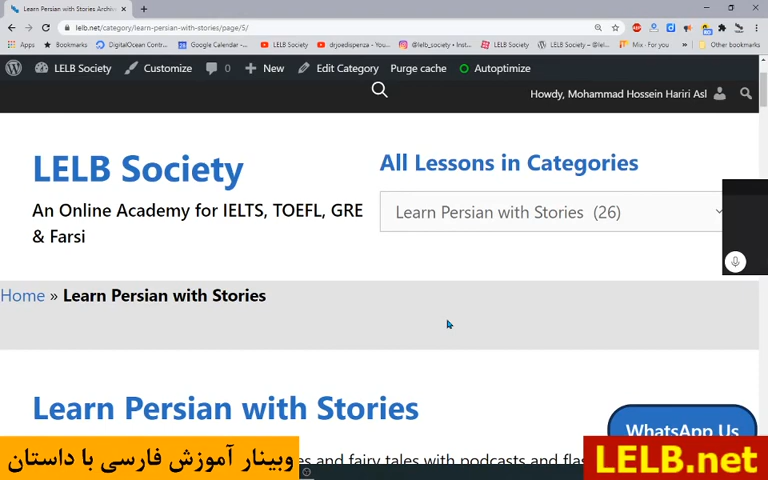 Learn Persian with Stories Archiv
lelb.net/category/learn-persian-with-stories/page/5/
Apps Bookmarks DigitalOcean Contr... Google Calendar -... LELB Society drjoedispenza - You... @lelb_society • Inst... LELB Society LELB Society – @lel... Mix · For you » Other bookmarks
LELB Society Customize 0 New Edit Category Purge cache Autoptimize
Howdy, Mohammad Hossein Hariri Asl
LELB Society
All Lessons in Categories
An Online Academy for IELTS, TOEFL, GRE
& Farsi
Learn Persian with Stories (26)
Home » Learn Persian with Stories
Learn Persian with Stories
WhatsApp Us
وبینار آموزش فارسی با داستان
and fairy tales with podcasts and
LELB.net